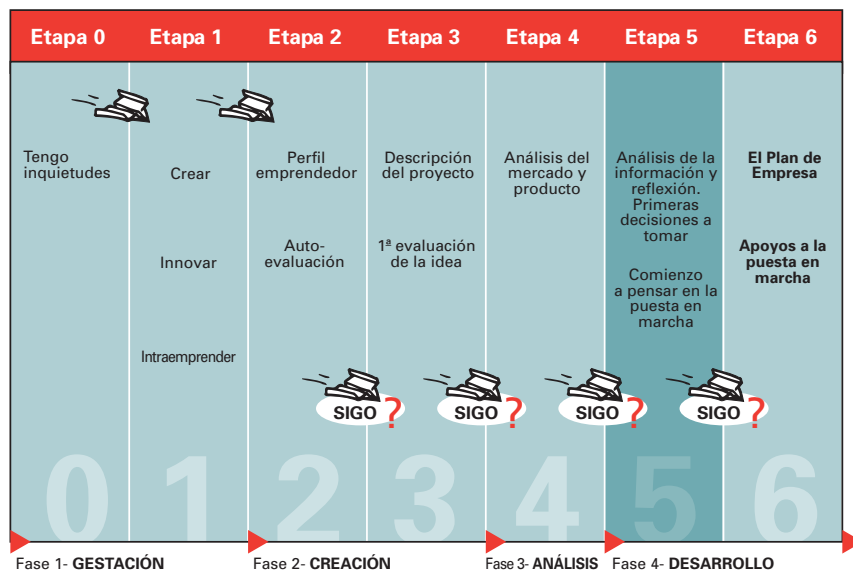 Etapa 0
Etapa 1
Etapa 2
Etapa 3
Etapa 4
Etapa 5
Etapa 6
Tengo
inquietudes
Crear
Innovar
Intraemprender
Perfil
emprendedor
Auto-
evaluación
Descripción
del proyecto
1ª evaluación
de la idea
Análisis del
mercado y
producto
Análisis de la
información y
reflexión.
Primeras
decisiones a
tomar
Comienzo
a pensar en la
puesta en
marcha
El Plan de
Empresa
Apoyos a la
puesta en
marcha
SIGO ?
SIGO ?
SIGO ?
SIGO ?
0
1
2
3
4
5
6
Fase 1- GESTACIÓN
Fase 2- CREACIÓN
Fase 3- ANÁLISIS
Fase 4- DESARROLLO